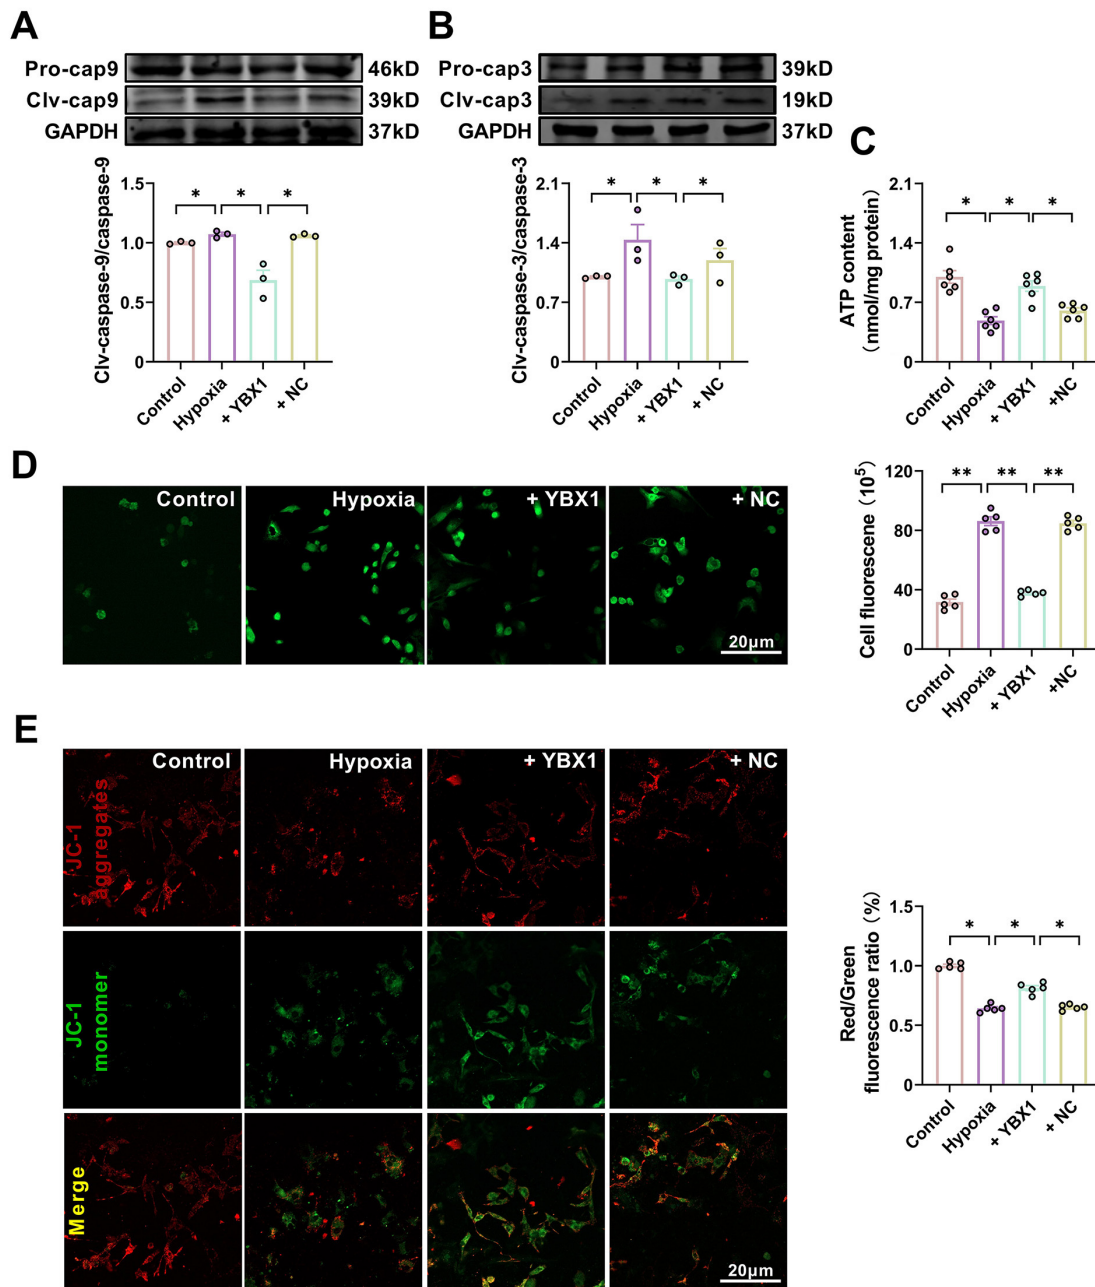 A
Pro-cap9 46kD
Clv-cap9 39kD
GAPDH 37kD
Clv-caspase-9/caspase-9
1.5
1.0
0.5
0
* * *
Control
Hypoxia
+ YBX1
+ NC
B
Pro-cap3 39kD
Clv-cap3 19kD
GAPDH 37kD
Clv-caspase-3/caspase-3
2.1
1.4
0.7
0
* * *
Control
Hypoxia
+ YBX1
+ NC
C
ATP content
(nmol/mg protein)
2.1
1.4
0.7
0
* * *
Control
Hypoxia
+ YBX1
+NC
D
Control
Hypoxia
+ YBX1
+ NC
20μm
Cell fluorescene (10⁵)
120
80
40
0
** ** **
Control
Hypoxia
+ YBX1
+NC
E
Control
Hypoxia
+ YBX1
+ NC
JC-1
aggregates
JC-1
monomer
Merge
20μm
Red/Green
fluorescence ratio (%)
1.5
1.0
0.5
0
* * *
Control
Hypoxia
+ YBX1
+ NC